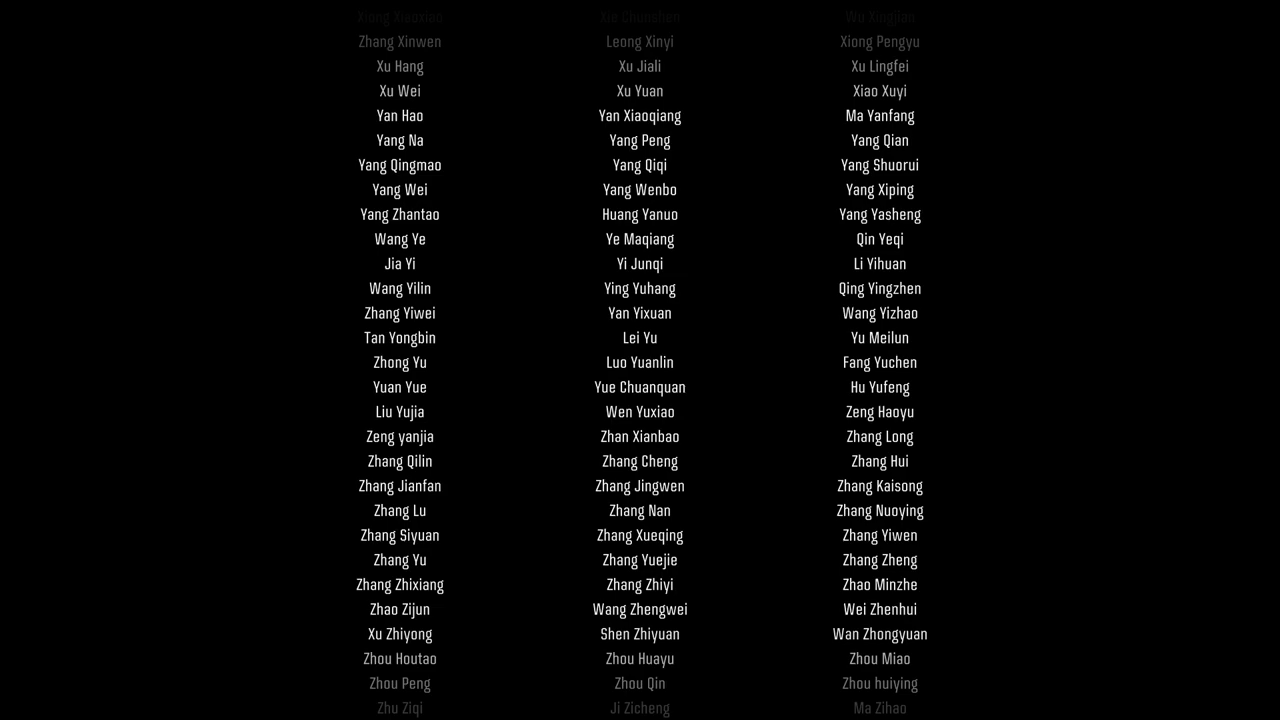 Xiong Xiaoxiao Xia Chunshan Wu Xingjian
Zhang Xinwen Leong Xinyi Xiong Pengyu
Xu Hang Xu Jiali Xu Lingfei
Xu Wei Xu Yuan Xiao Xuyi
Yan Hao Yan Xiaoqiang Ma Yanfang
Yang Na Yang Peng Yang Qian
Yang Qingmao Yang Qiqi Yang Shuorui
Yang Wei Yang Wenbo Yang Xiping
Yang Zhantao Huang Yanuo Yang Yasheng
Wang Ye Ye Maqiang Qin Yeqi
Jia Yi Yi Junqi Li Yihuan
Wang Yilin Ying Yuhang Qing Yingzhen
Zhang Yiwei Yan Yixuan Wang Yizhao
Tan Yongbin Lei Yu Yu Meilun
Zhong Yu Luo Yuanlin Fang Yuchen
Yuan Yue Yue Chuanquan Hu Yufeng
Liu Yujia Wen Yuxiao Zeng Haoyu
Zeng yanjia Zhan Xianbao Zhang Long
Zhang Qilin Zhang Cheng Zhang Hui
Zhang Jianfan Zhang Jingwen Zhang Kaisong
Zhang Lu Zhang Nan Zhang Nuoying
Zhang Siyuan Zhang Xueqing Zhang Yiwen
Zhang Yu Zhang Yuejie Zhang Zheng
Zhang Zhixiang Zhang Zhiyi Zhao Minzhe
Zhao Zijun Wang Zhengwei Wei Zhenhui
Xu Zhiyong Shen Zhiyuan Wan Zhongyuan
Zhou Houtao Zhou Huayu Zhou Miao
Zhou Peng Zhou Qin Zhou huiying
Zhu Ziqi Ji Zicheng Ma Zihao